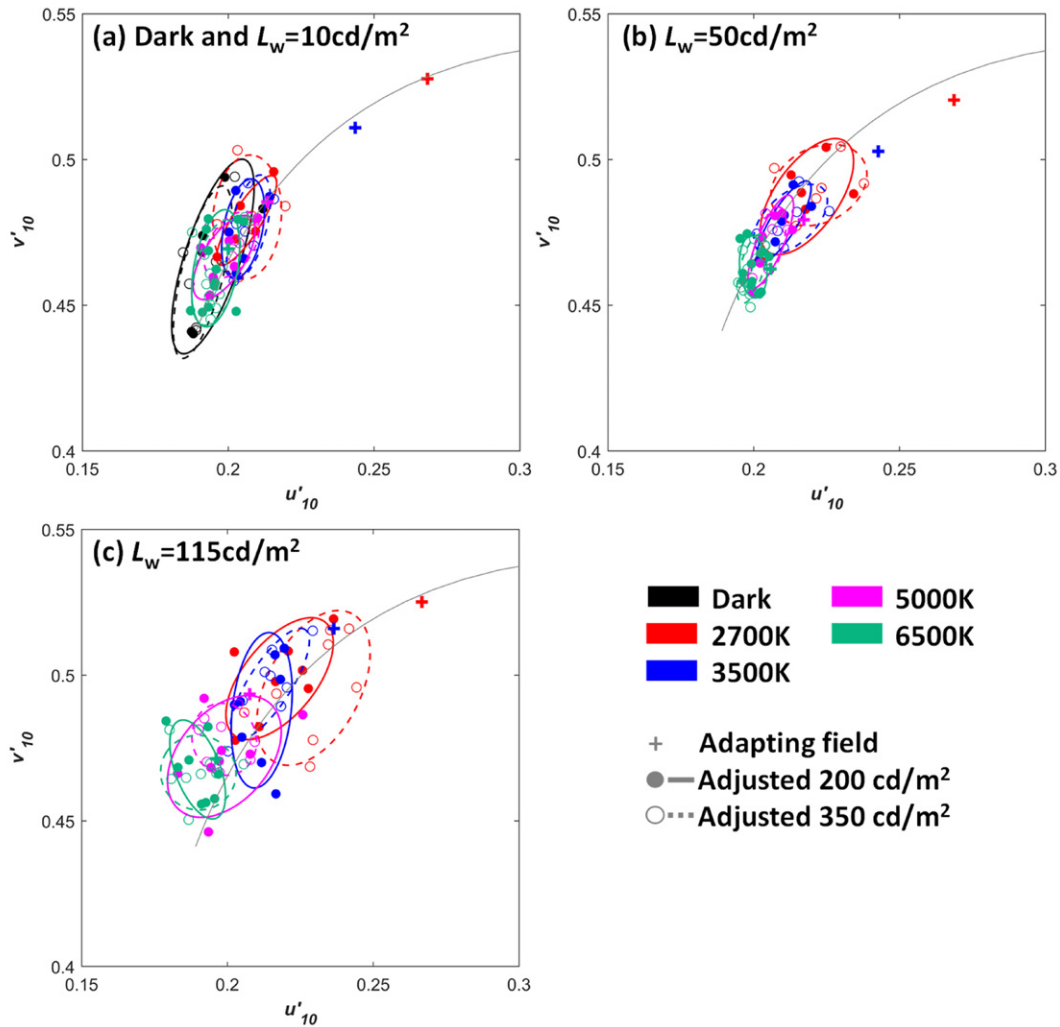 (a) Dark and Lw=10cd/m²
0.55
0.5
0.45
0.4
v'10
0.15
0.2
0.25
0.3
u'10
(b) Lw=50cd/m²
0.55
0.5
0.45
0.4
v'10
0.15
0.2
0.25
0.3
u'10
(c) Lw=115cd/m²
0.55
0.5
0.45
0.4
v'10
0.15
0.2
0.25
0.3
u'10
Dark
5000K
2700K
6500K
3500K
Adapting field
Adjusted 200 cd/m²
Adjusted 350 cd/m²